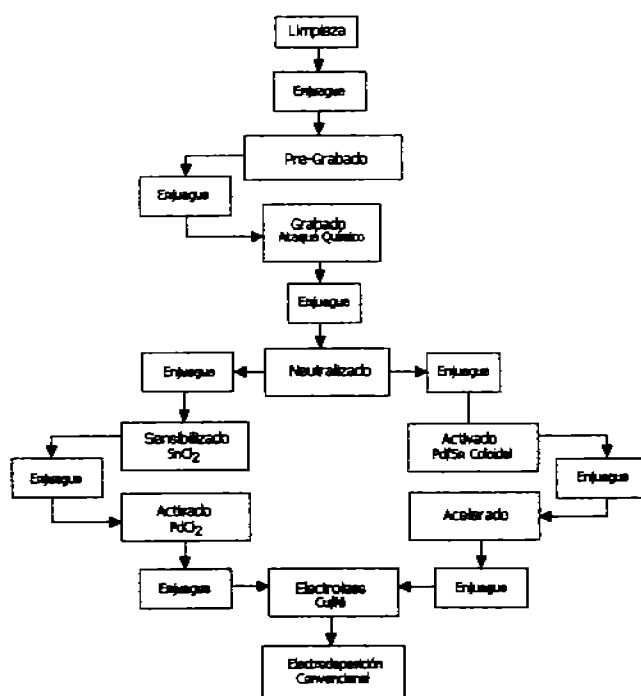 Limpieza
Enjuague
Pre-Grabado
Enjuague
Grabado
Ataque Químico
Enjuague
Enjuague
Neutralizado
Enjuague
Sensibilizado
SnCl2
Activado
Pd/Sn Coloidal
Enjuague
Enjuague
Activado
PdCl2
Acelerado
Enjuague
Electroless
Cu/Ni
Enjuague
Electrodeposición
Convencional